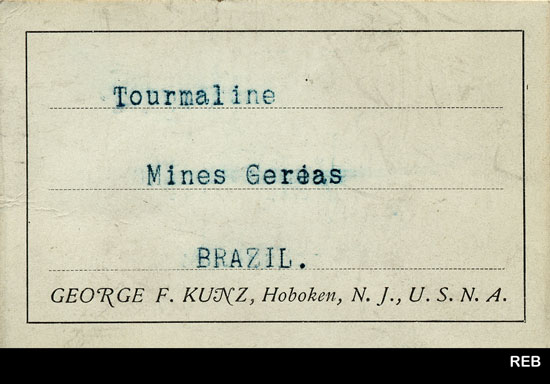 Tourmaline
Mines Geréas
BRAZIL.
GEORGE F. KUNZ, Hoboken, N. J., U. S. N. A.
REB